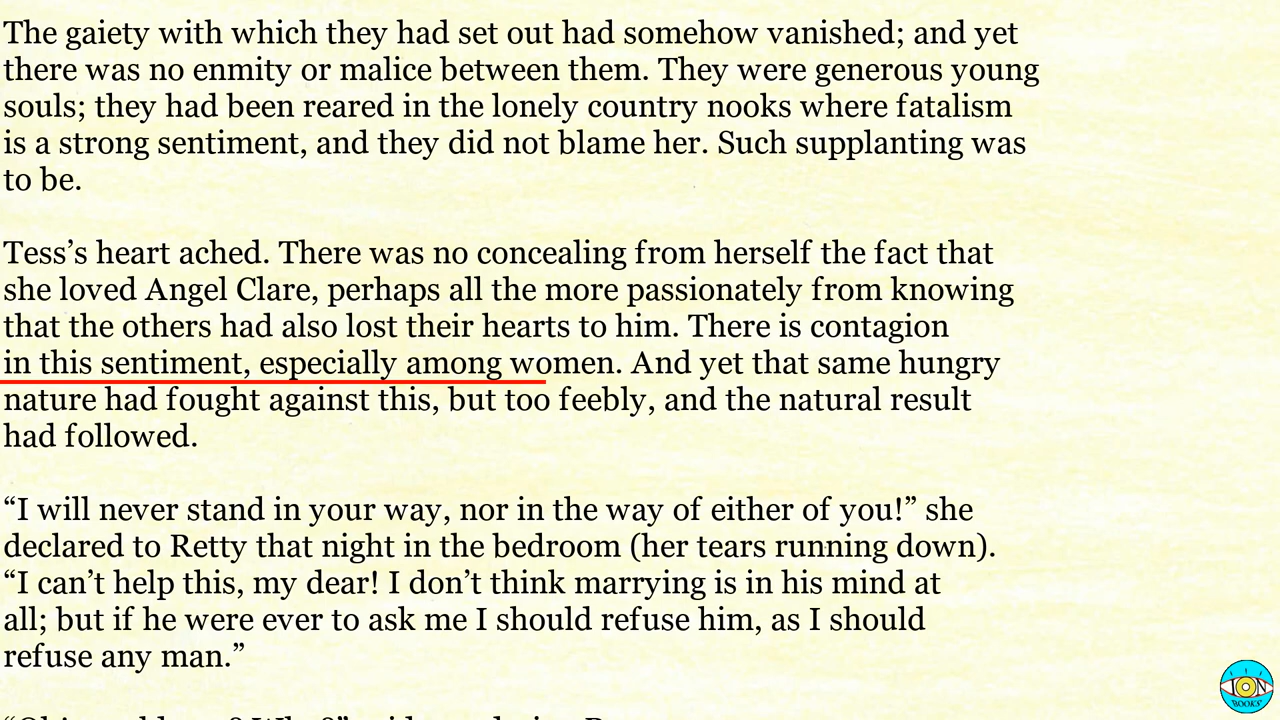 The gaiety with which they had set out had somehow vanished; and yet
there was no enmity or malice between them. They were generous young
souls; they had been reared in the lonely country nooks where fatalism
is a strong sentiment, and they did not blame her. Such supplanting was
to be.
Tess’s heart ached. There was no concealing from herself the fact that
she loved Angel Clare, perhaps all the more passionately from knowing
that the others had also lost their hearts to him. There is contagion
in this sentiment, especially among women. And yet that same hungry
nature had fought against this, but too feebly, and the natural result
had followed.
“I will never stand in your way, nor in the way of either of you!” she
declared to Retty that night in the bedroom (her tears running down).
“I can’t help this, my dear! I don’t think marrying is in his mind at
all; but if he were ever to ask me I should refuse him, as I should
refuse any man.”
ION
BOOKS